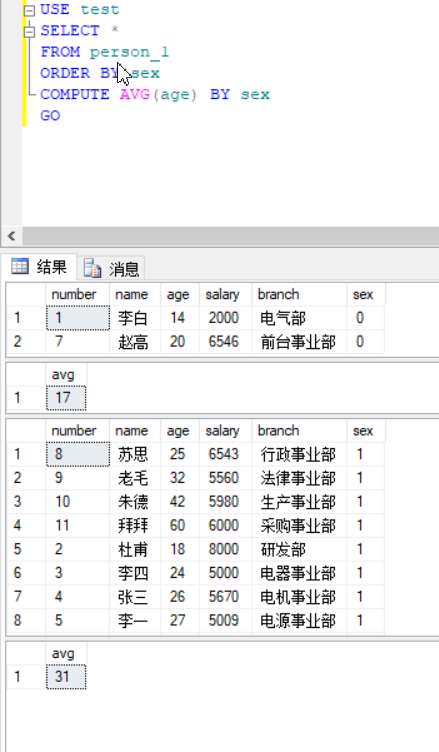 USE test
SELECT *
FROM person_1
ORDER BY sex
COMPUTE AVG(age) BY sex
GO
结果 消息
number name age salary branch sex
1 1 李白 14 2000 电气部 0
2 7 赵高 20 6546 前台事业部 0
avg
1 17
number name age salary branch sex
1 8 苏思 25 6543 行政事业部 1
2 9 老毛 32 5560 法律事业部 1
3 10 朱德 42 5980 生产事业部 1
4 11 拜拜 60 6000 采购事业部 1
5 2 杜甫 18 8000 研发部 1
6 3 李四 24 5000 电器事业部 1
7 4 张三 26 5670 电机事业部 1
8 5 李一 27 5009 电源事业部 1
avg
1 31